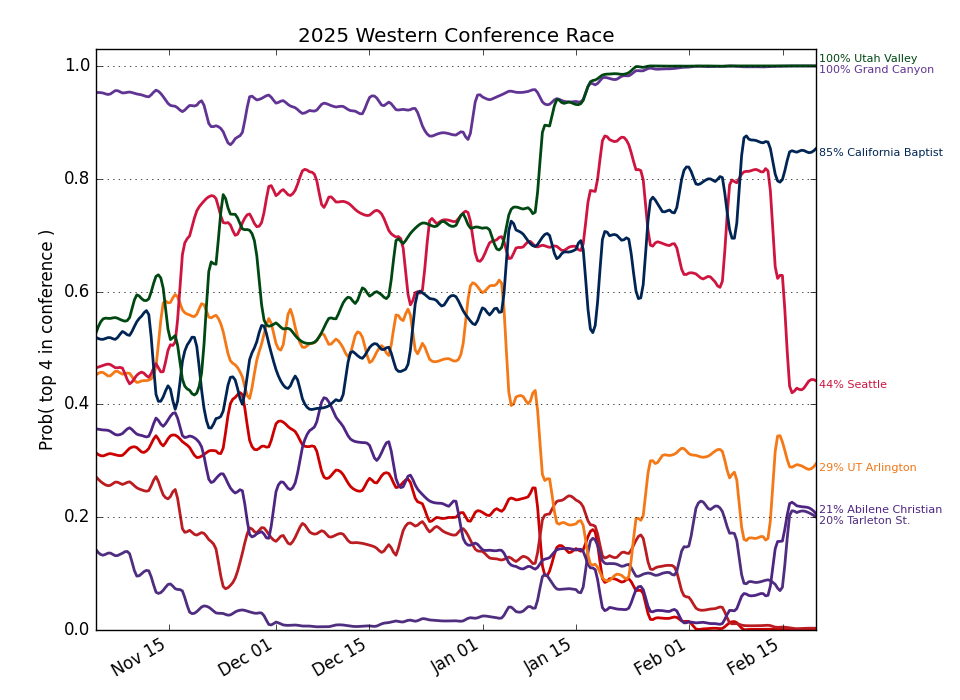 2025 Western Conference Race
Prob( top 4 in conference )
1.0
0.8
0.6
0.4
0.2
0.0
Nov 15
Dec 01
Dec 15
Jan 01
Jan 15
Feb 01
Feb 15
100% Utah Valley
100% Grand Canyon
85% California Baptist
44% Seattle
29% UT Arlington
21% Abilene Christian
20% Tarleton St.